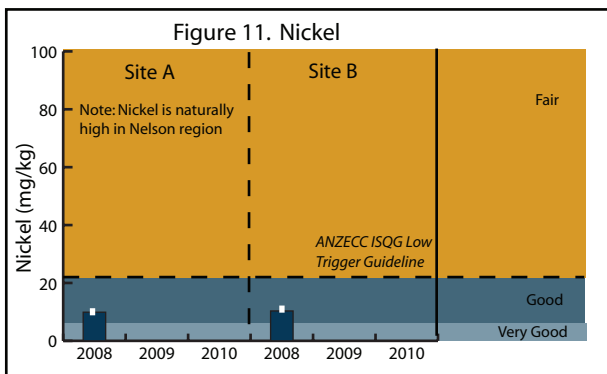 Figure 11. Nickel
100
80
60
40
20
0
Nickel (mg/kg)
Site A
Site B
Note: Nickel is naturally
high in Nelson region
ANZECC ISQG Low
Trigger Guideline
Fair
Good
Very Good
2008 2009 2010 2008 2009 2010